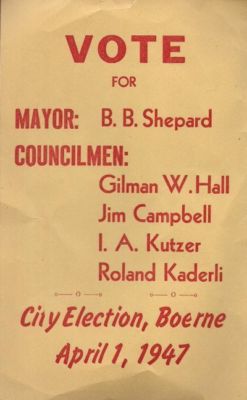 VOTE
FOR
MAYOR: B. B. Shepard
COUNCILMEN:
Gilman W. Hall
Jim Campbell
I. A. Kutzer
Roland Kaderli
City Election, Boerne
April 1, 1947